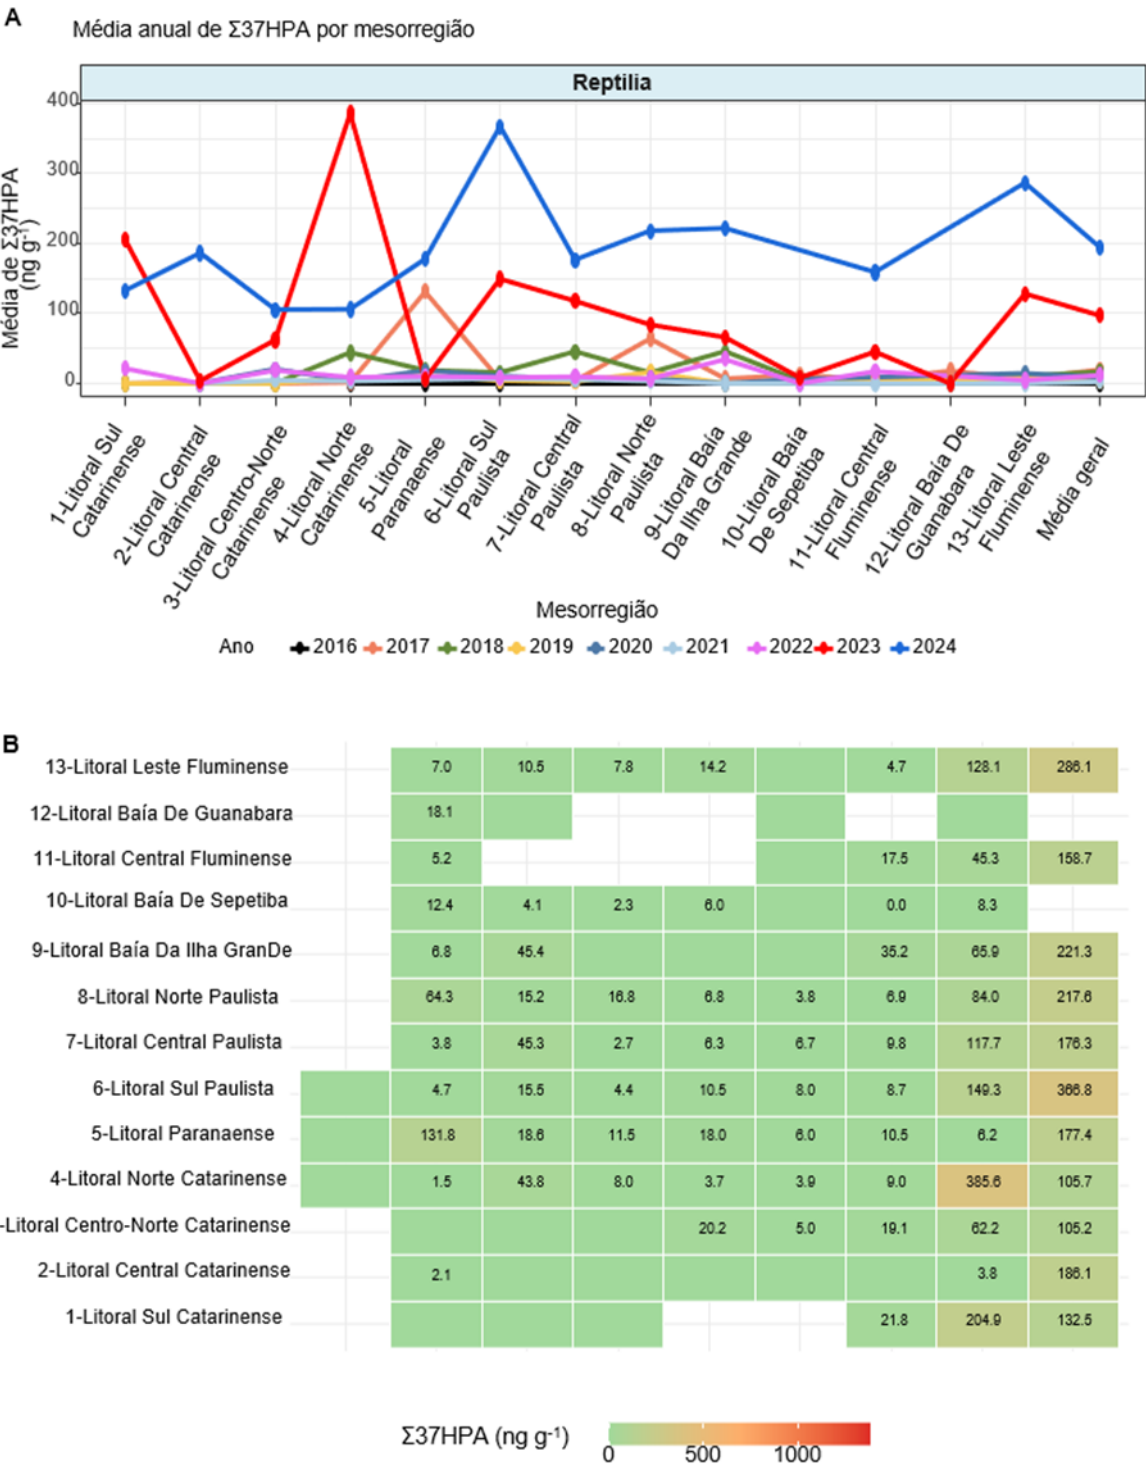 A
Média anual de Σ37HPA por mesorregião
Reptilia
Média de Σ37HPA
(ng g-1)
400
300
200
100
0
1-Litoral Sul
Catarinense
2-Litoral Central
Catarinense
3-Litoral Centro-Norte
Catarinense
4-Litoral Norte
Catarinense
5-Litoral
Paranaense
6-Litoral Sul
Paulista
7-Litoral Central
Paulista
8-Litoral Norte
Paulista
9-Litoral Baía
Da Ilha Grande
10-Litoral Baía
De Sepetiba
11-Litoral Central
Fluminense
12-Litoral Baía De
Guanabara
13-Litoral Leste
Fluminense
Média geral
Mesorregião
Ano 2016 2017 2018 2019 2020 2021 2022 2023 2024
B
13-Litoral Leste Fluminense 7.0 10.5 7.8 14.2 4.7 128.1 286.1
12-Litoral Baía De Guanabara 18.1
11-Litoral Central Fluminense 5.2 17.5 45.3 158.7
10-Litoral Baía De Sepetiba 12.4 4.1 2.3 6.0 0.0 8.3
9-Litoral Baía Da Ilha GranDe 6.8 45.4 35.2 65.9 221.3
8-Litoral Norte Paulista 64.3 15.2 16.8 6.8 3.8 6.9 84.0 217.6
7-Litoral Central Paulista 3.8 45.3 2.7 6.3 6.7 9.8 117.7 176.3
6-Litoral Sul Paulista 4.7 15.5 4.4 10.5 8.0 8.7 149.3 366.8
5-Litoral Paranaense 131.8 18.6 11.5 18.0 6.0 10.5 6.2 177.4
4-Litoral Norte Catarinense 1.5 43.8 8.0 3.7 3.9 9.0 385.6 105.7
-Litoral Centro-Norte Catarinense 20.2 5.0 19.1 62.2 105.2
2-Litoral Central Catarinense 2.1 3.8 186.1
1-Litoral Sul Catarinense 21.8 204.9 132.5
Σ37HPA (ng g-1)
0 500 1000